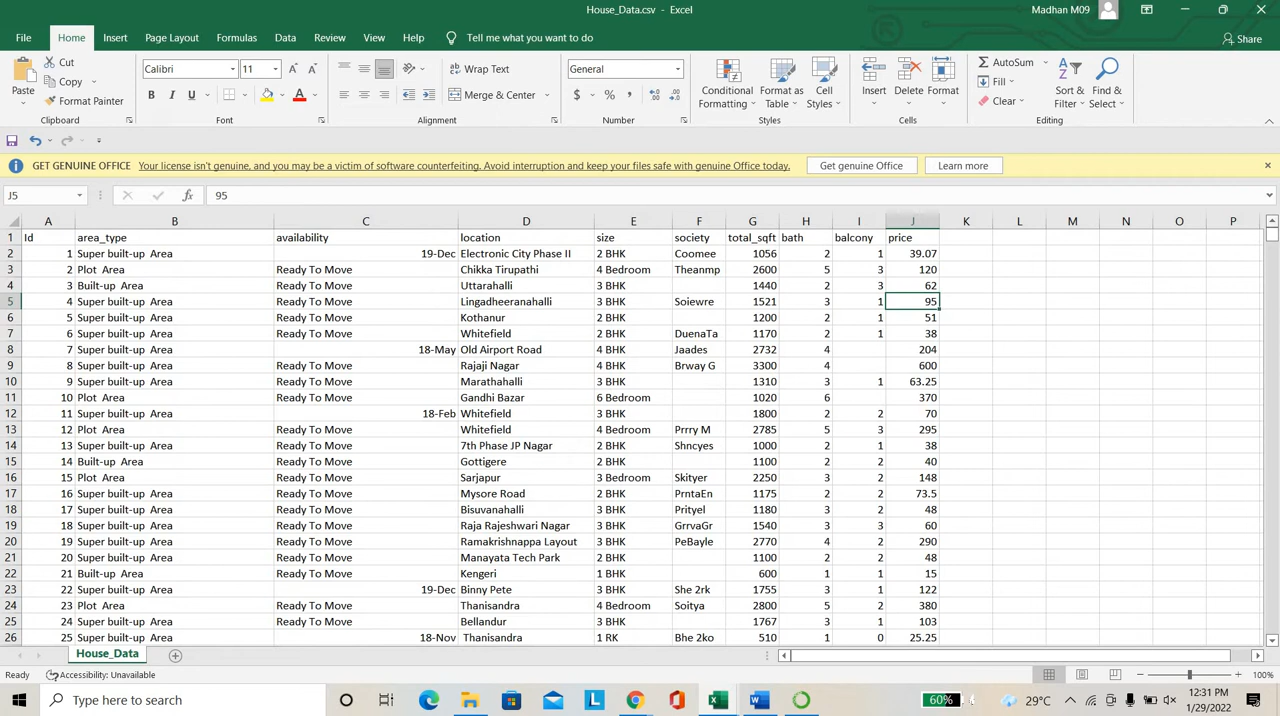 House_Data.csv - Excel
Madhan M09
File Home Insert Page Layout Formulas Data Review View Help Tell me what you want to do Share
Paste
Cut
Copy
Format Painter
Clipboard
Calibri 11
B I U
Font
Wrap Text
Merge & Center
Alignment
General
$ % ,
Number
Conditional Formatting
Format as Table
Cell Styles
Styles
Insert Delete Format
Cells
AutoSum
Fill
Clear
Sort & Filter
Find & Select
Editing
GET GENUINE OFFICE Your license isn't genuine, and you may be a victim of software counterfeiting. Avoid interruption and keep your files safe with genuine Office today. Get genuine Office Learn more
J5 fx 95
A B C D E F G H I J K L M N O P
1 Id area_type availability location size society total_sqft bath balcony price
2 1 Super built-up Area 19-Dec Electronic City Phase II 2 BHK Coomee 1056 2 1 39.07
3 2 Plot Area Ready To Move Chikka Tirupathi 4 Bedroom Theanmp 2600 5 3 120
4 3 Built-up Area Ready To Move Uttarahalli 3 BHK 1440 2 3 62
5 4 Super built-up Area Ready To Move Lingadheeranahalli 3 BHK Soiewre 1521 3 1 95
6 5 Super built-up Area Ready To Move Kothanur 2 BHK 1200 2 1 51
7 6 Super built-up Area Ready To Move Whitefield 2 BHK DuenaTa 1170 2 1 38
8 7 Super built-up Area 18-May Old Airport Road 4 BHK Jaades 2732 4 204
9 8 Super built-up Area Ready To Move Rajaji Nagar 4 BHK Brway G 3300 4 600
10 9 Super built-up Area Ready To Move Marathahalli 3 BHK 1310 3 1 63.25
11 10 Plot Area Ready To Move Gandhi Bazar 6 Bedroom 1020 6 370
12 11 Super built-up Area 18-Feb Whitefield 3 BHK 1800 2 2 70
13 12 Plot Area Ready To Move Whitefield 4 Bedroom Prrry M 2785 5 3 295
14 13 Super built-up Area Ready To Move 7th Phase JP Nagar 2 BHK Shncyes 1000 2 1 38
15 14 Built-up Area Ready To Move Gottigere 2 BHK 1100 2 2 40
16 15 Plot Area Ready To Move Sarjapur 3 Bedroom Skityer 2250 3 2 148
17 16 Super built-up Area Ready To Move Mysore Road 2 BHK PrntaEn 1175 2 2 73.5
18 17 Super built-up Area Ready To Move Bisuvanahalli 3 BHK Prityel 1180 3 2 48
19 18 Super built-up Area Ready To Move Raja Rajeshwari Nagar 3 BHK GrrvaGr 1540 3 3 60
20 19 Super built-up Area Ready To Move Ramakrishnappa Layout 3 BHK PeBayle 2770 4 2 290
21 20 Super built-up Area Ready To Move Manayata Tech Park 2 BHK 1100 2 2 48
22 21 Built-up Area Ready To Move Kengeri 1 BHK 600 1 1 15
23 22 Super built-up Area 19-Dec Binny Pete 3 BHK She 2rk 1755 3 1 122
24 23 Plot Area Ready To Move Thanisandra 4 Bedroom Soitya 2800 5 2 380
25 24 Super built-up Area Ready To Move Bellandur 3 BHK 1767 3 1 103
26 25 Super built-up Area 18-Nov Thanisandra 1 RK Bhe 2ko 510 1 0 25.25
House_Data
Ready Accessibility: Unavailable 100%
Type here to search
60%
29°C
12:31 PM
1/29/2022